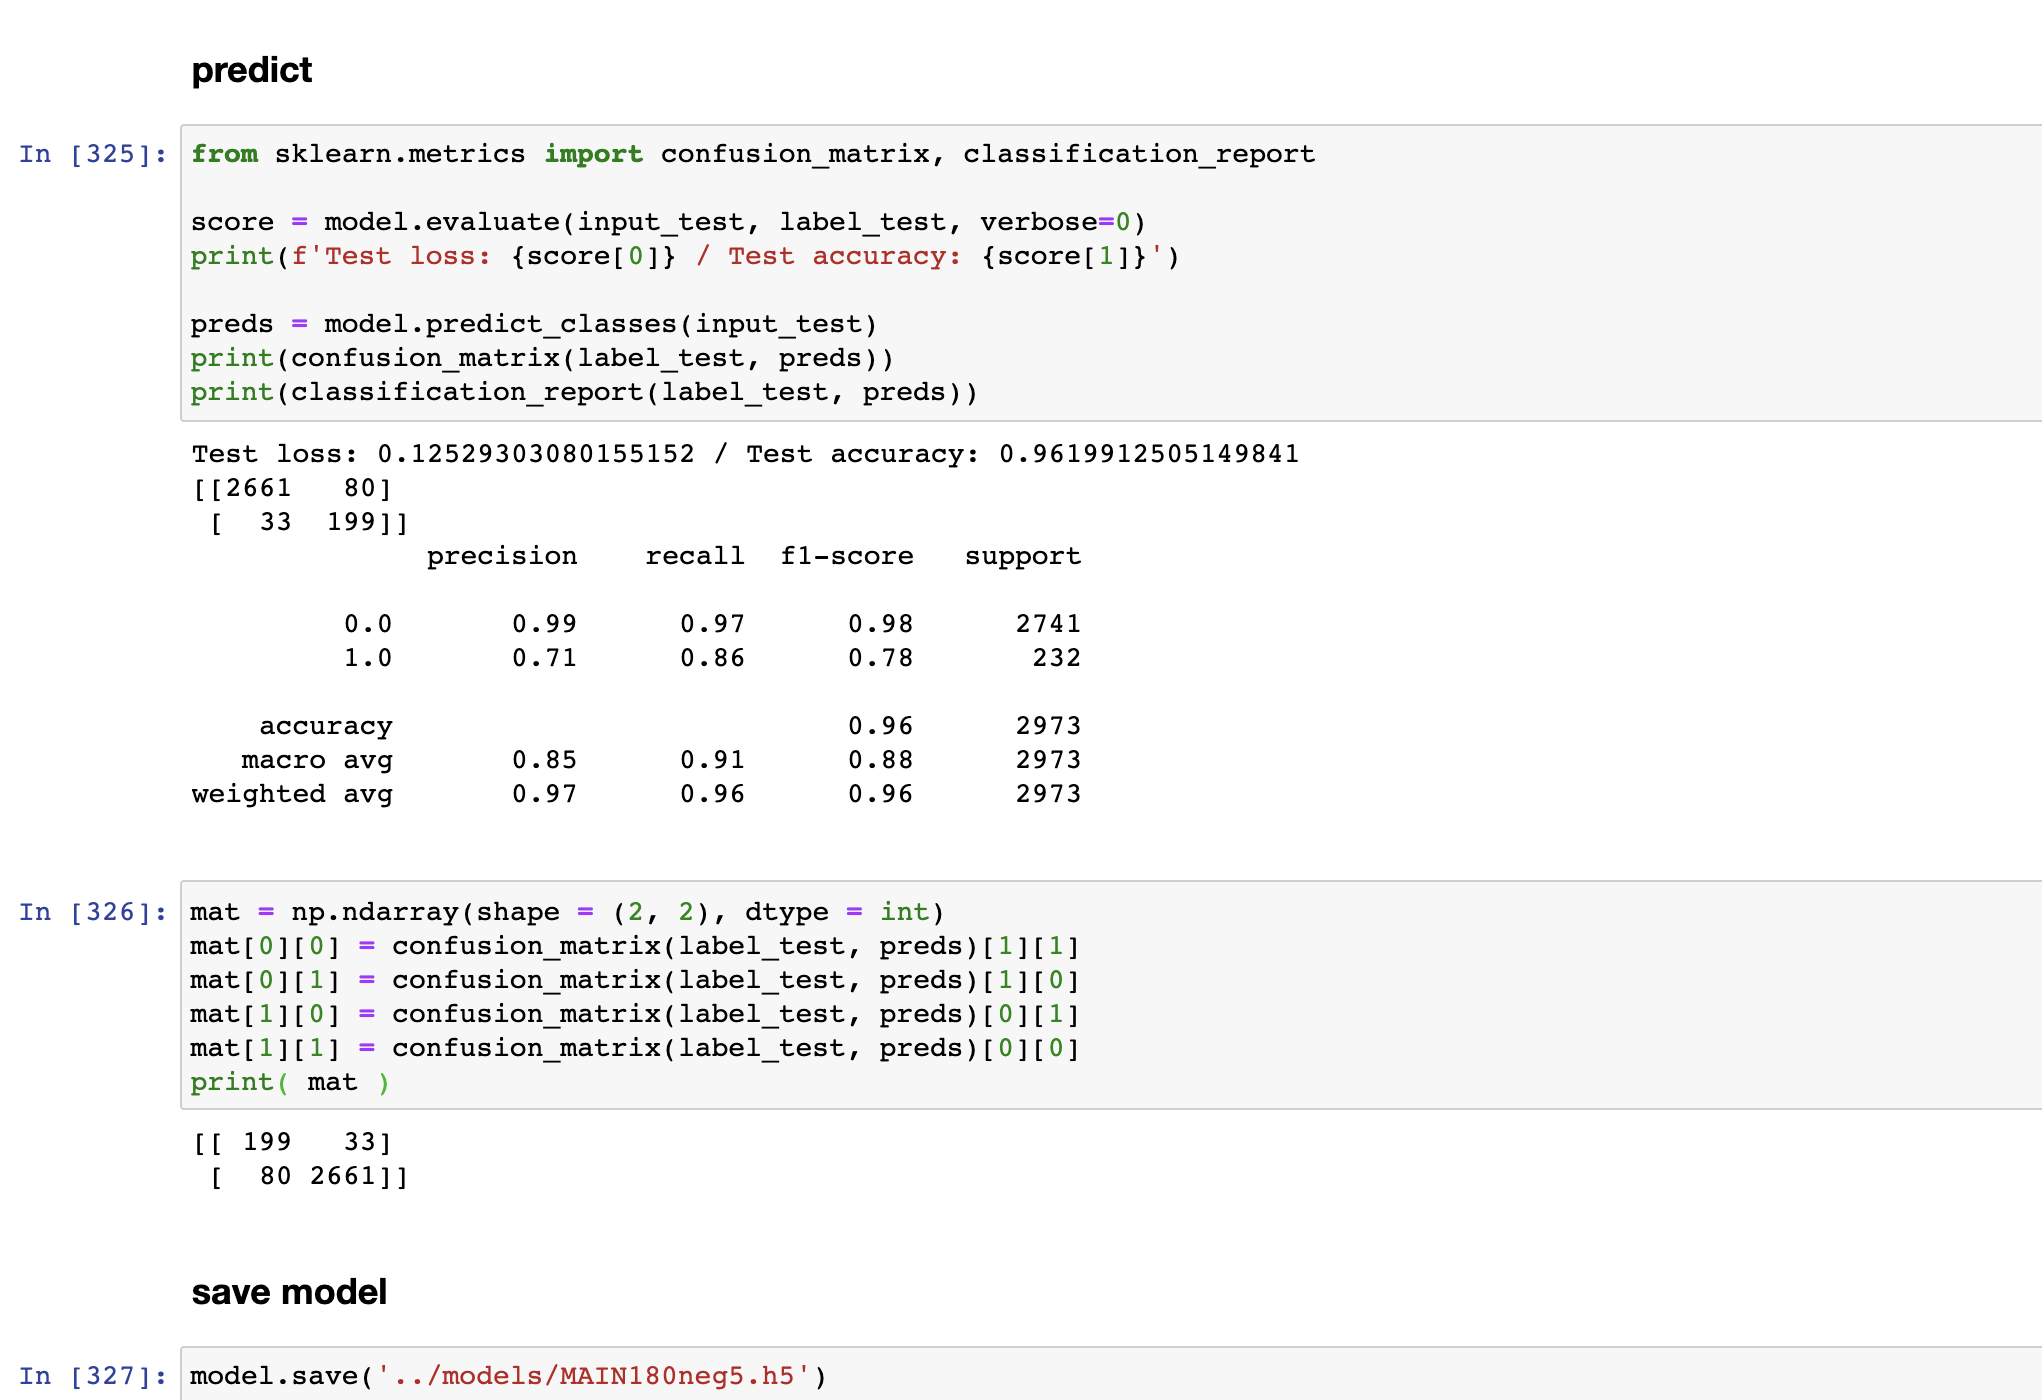 predict
In [325]: from sklearn.metrics import confusion_matrix, classification_report
score = model.evaluate(input_test, label_test, verbose=0)
print(f'Test loss: {score[0]} / Test accuracy: {score[1]}')
preds = model.predict_classes(input_test)
print(confusion_matrix(label_test, preds))
print(classification_report(label_test, preds))
Test loss: 0.12529303080155152 / Test accuracy: 0.9619912505149841
[[2661   80]
 [  33  199]]
              precision    recall  f1-score   support
         0.0       0.99      0.97      0.98      2741
         1.0       0.71      0.86      0.78       232
    accuracy                           0.96      2973
   macro avg       0.85      0.91      0.88      2973
weighted avg       0.97      0.96      0.96      2973
In [326]: mat = np.ndarray(shape = (2, 2), dtype = int)
mat[0][0] = confusion_matrix(label_test, preds)[1][1]
mat[0][1] = confusion_matrix(label_test, preds)[1][0]
mat[1][0] = confusion_matrix(label_test, preds)[0][1]
mat[1][1] = confusion_matrix(label_test, preds)[0][0]
print( mat )
[[ 199   33]
 [  80 2661]]
save model
In [327]: model.save('../models/MAIN180neg5.h5')